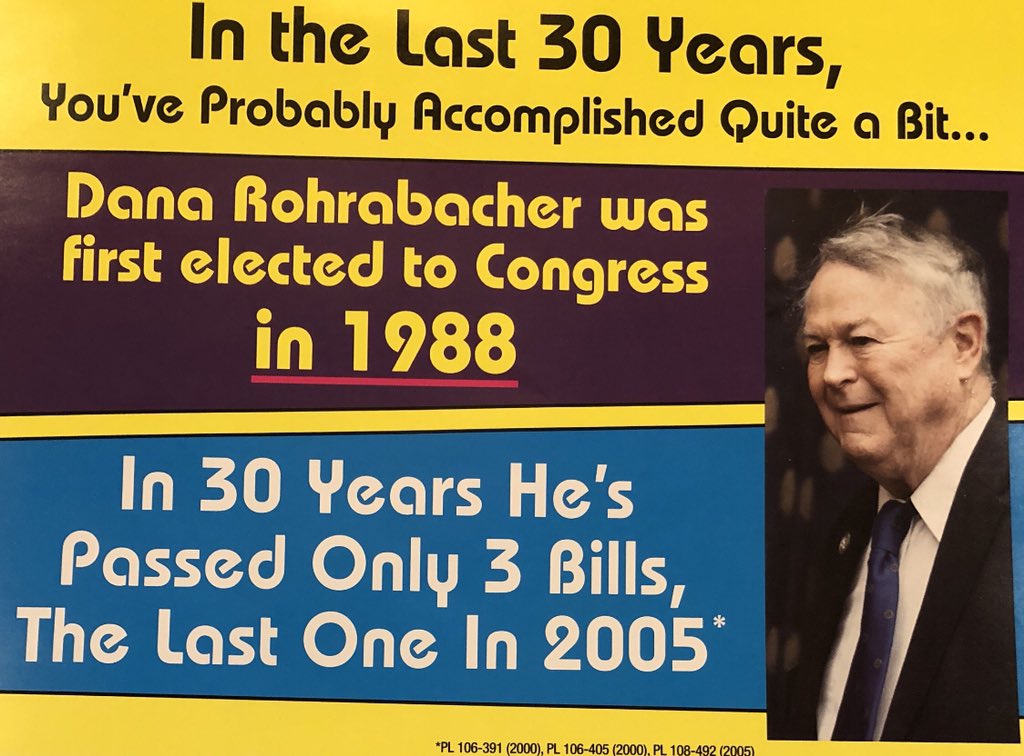 In the Last 30 Years,
You've Probably Accomplished Quite a Bit...
Dana Rohrabacher was
first elected to Congress
in 1988
In 30 Years He's
Passed Only 3 Bills,
The Last One In 2005*
*PL 106-391 (2000), PL 106-405 (2000), PL 108-492 (2005)